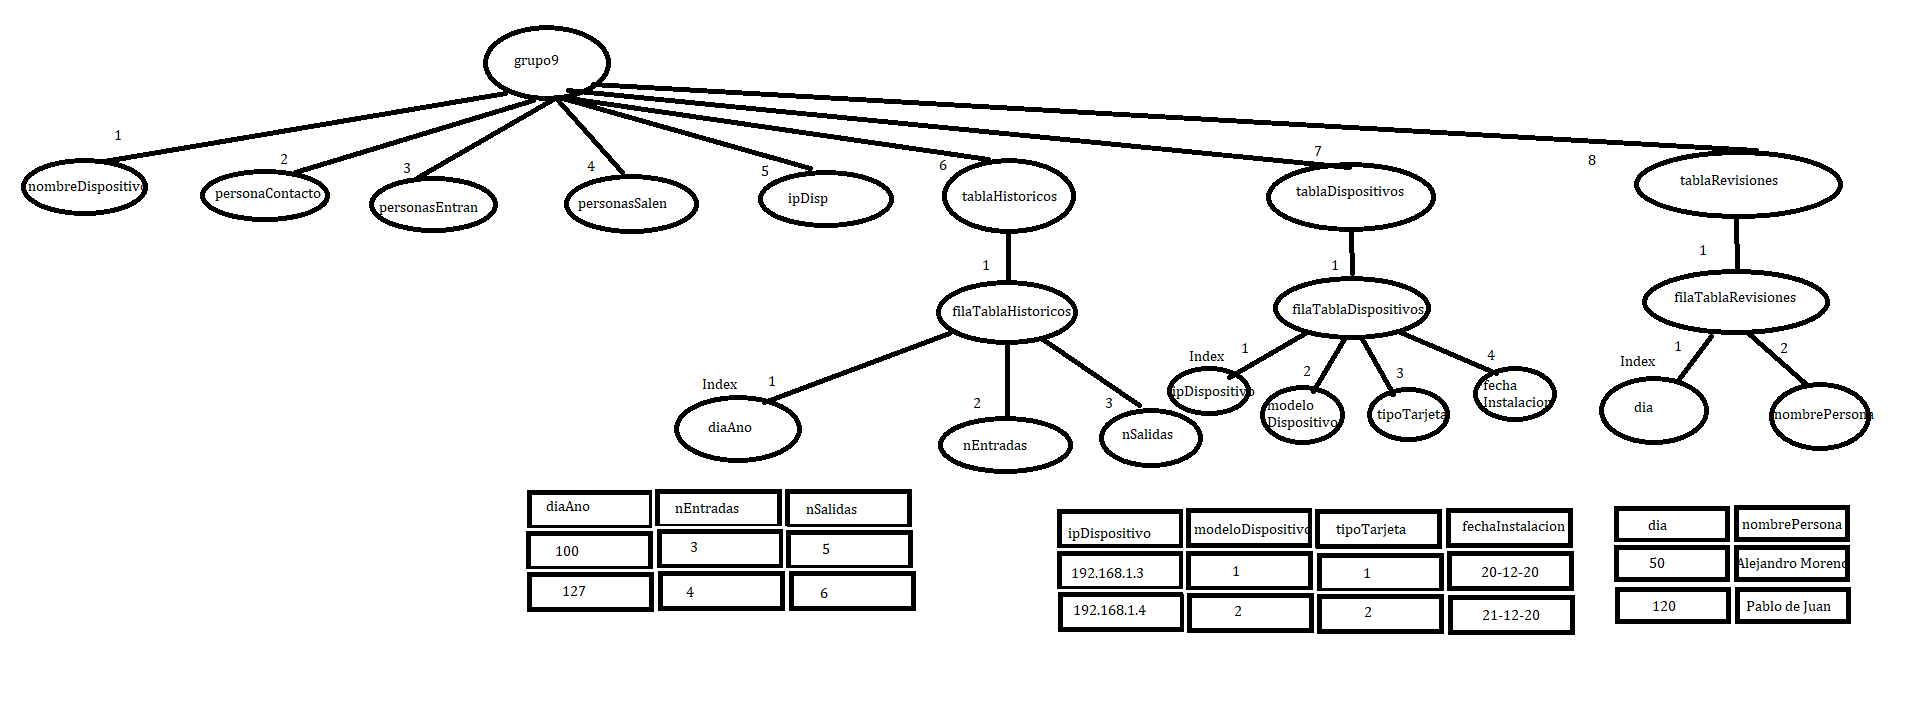 grupo9
1
2
3
4
5
6
7
8
nombreDispositivo
personaContacto
personasEntran
personasSalen
ipDisp
tablaHistoricos
tablaDispositivos
tablaRevisiones
1
1
1
filaTablaHistoricos
filaTablaDispositivos
filaTablaRevisiones
Index
1
2
3
diaAno
nEntradas
nSalidas
Index
1
2
3
4
ipDispositivo
modelo
Dispositivo
tipoTarjeta
fecha
Instalacion
Index
1
2
dia
nombrePersona
diaAno nEntradas nSalidas
100 3 5
127 4 6
ipDispositivo modeloDispositivo tipoTarjeta fechaInstalacion
192.168.1.3 1 1 20-12-20
192.168.1.4 2 2 21-12-20
dia nombrePersona
50 Alejandro Moreno
120 Pablo de Juan